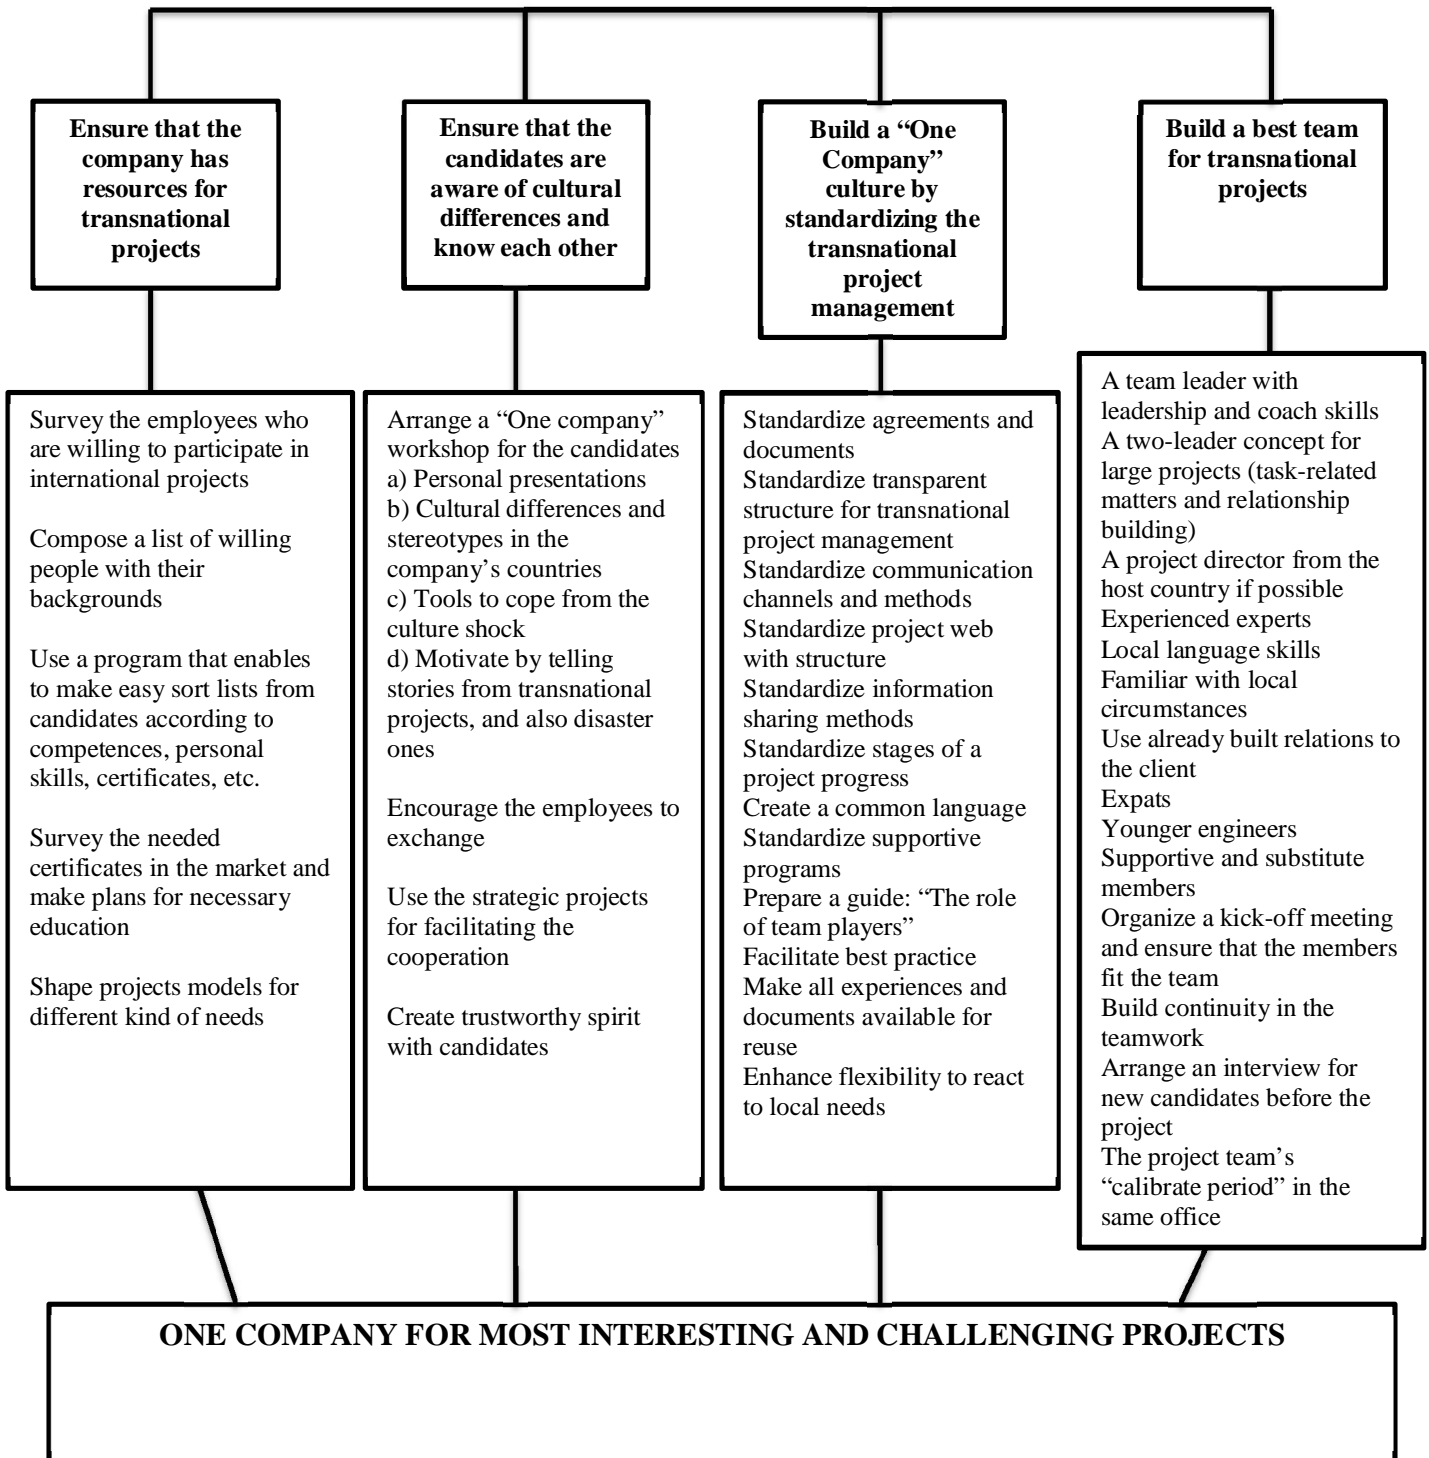 Ensure that the
company has
resources for
transnational
projects
Ensure that the
candidates are
aware of cultural
differences and
know each other
Build a “One
Company”
culture by
standardizing the
transnational
project
management
Build a best team
for transnational
projects
Survey the employees who
are willing to participate in
international projects
Compose a list of willing
people with their
backgrounds
Use a program that enables
to make easy sort lists from
candidates according to
competences, personal
skills, certificates, etc.
Survey the needed
certificates in the market and
make plans for necessary
education
Shape projects models for
different kind of needs
Arrange a “One company”
workshop for the candidates
a) Personal presentations
b) Cultural differences and
stereotypes in the
company’s countries
c) Tools to cope from the
culture shock
d) Motivate by telling
stories from transnational
projects, and also disaster
ones
Encourage the employees to
exchange
Use the strategic projects
for facilitating the
cooperation
Create trustworthy spirit
with candidates
Standardize agreements and
documents
Standardize transparent
structure for transnational
project management
Standardize communication
channels and methods
Standardize project web
with structure
Standardize information
sharing methods
Standardize stages of a
project progress
Create a common language
Standardize supportive
programs
Prepare a guide: “The role
of team players”
Facilitate best practice
Make all experiences and
documents available for
reuse
Enhance flexibility to react
to local needs
A team leader with
leadership and coach skills
A two-leader concept for
large projects (task-related
matters and relationship
building)
A project director from the
host country if possible
Experienced experts
Local language skills
Familiar with local
circumstances
Use already built relations to
the client
Expats
Younger engineers
Supportive and substitute
members
Organize a kick-off meeting
and ensure that the members
fit the team
Build continuity in the
teamwork
Arrange an interview for
new candidates before the
project
The project team’s
“calibrate period” in the
same office
ONE COMPANY FOR MOST INTERESTING AND CHALLENGING PROJECTS